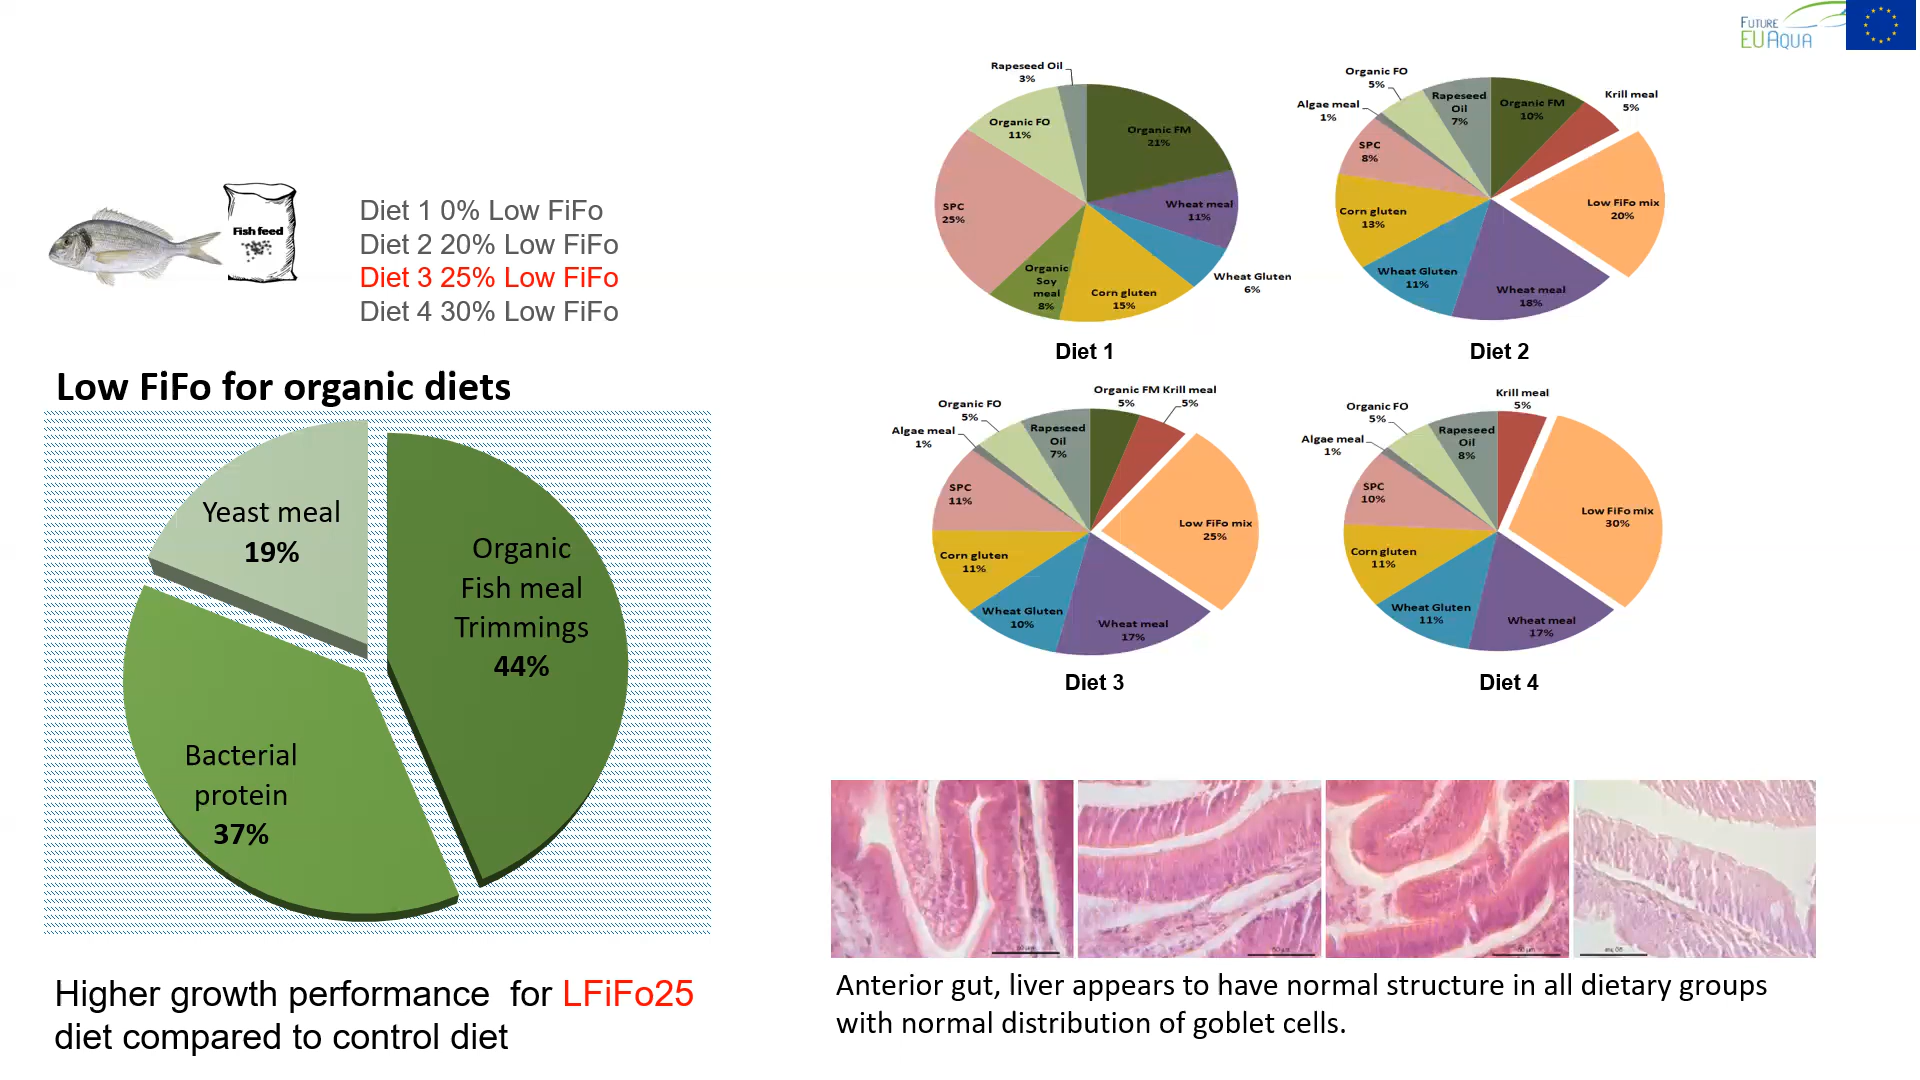 FUTURE
EUAQUA
Fish feed
Diet 1 0% Low FiFo
Diet 2 20% Low FiFo
Diet 3 25% Low FiFo
Diet 4 30% Low FiFo
Low FiFo for organic diets
Yeast meal
19%
Organic
Fish meal
Trimmings
44%
Bacterial
protein
37%
Higher growth performance for LFiFo25
diet compared to control diet
Rapeseed Oil
3%
Organic FO
11%
Organic FM
21%
SPC
25%
Wheat meal
11%
Organic
Soy
meal
8%
Corn gluten
15%
Wheat Gluten
6%
Diet 1
Organic FO
5%
Algae meal
1%
Rapeseed
Oil
7%
Organic FM
10%
Krill meal
5%
SPC
8%
Low FiFo mix
20%
Corn gluten
13%
Wheat Gluten
11%
Wheat meal
18%
Diet 2
Organic FO
5%
Algae meal
1%
Rapeseed
Oil
7%
Organic FM
5%
Krill meal
5%
SPC
11%
Low FiFo mix
25%
Corn gluten
11%
Wheat Gluten
10%
Wheat meal
17%
Diet 3
Krill meal
5%
Organic FO
5%
Algae meal
1%
Rapeseed
Oil
8%
SPC
10%
Low FiFo mix
30%
Corn gluten
11%
Wheat Gluten
11%
Wheat meal
17%
Diet 4
50 µm
50 µm
50 µm
Anterior gut, liver appears to have normal structure in all dietary groups
with normal distribution of goblet cells.